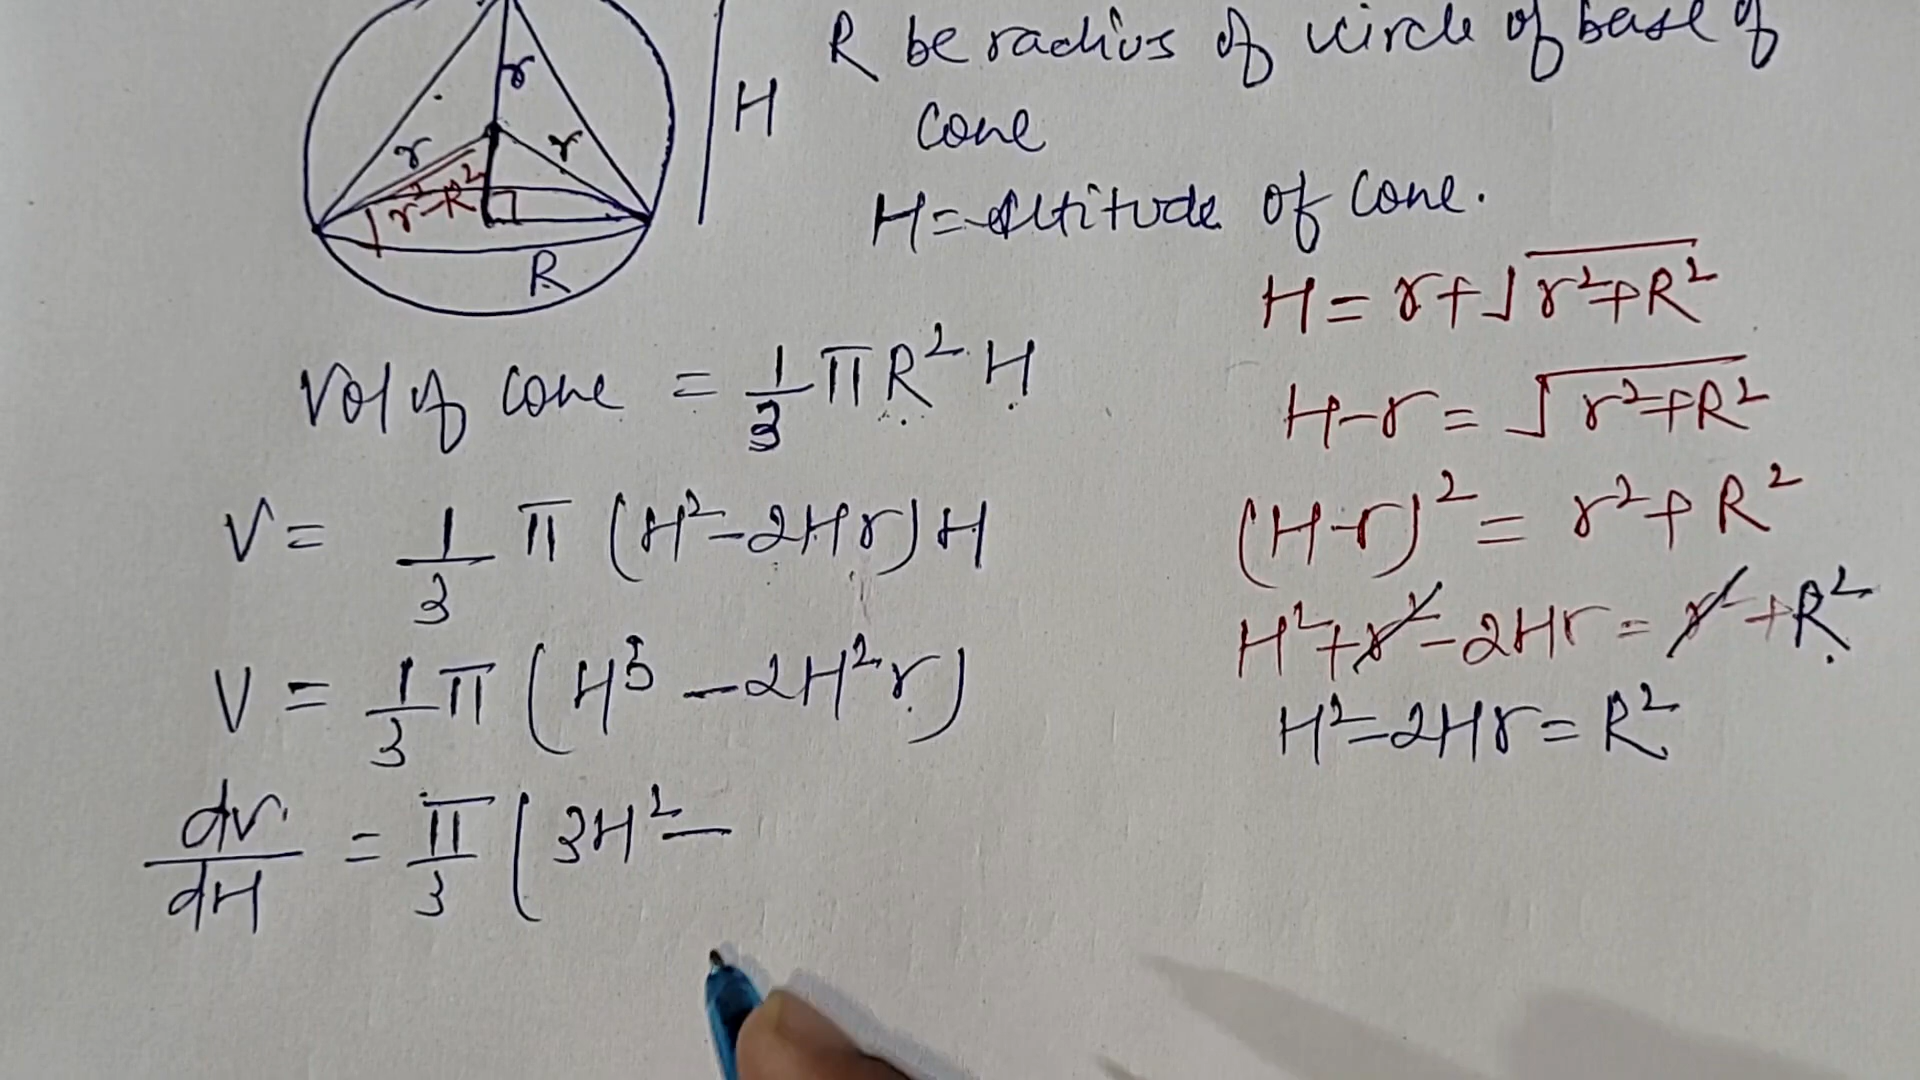 r
r
r
r²-R²
R
H
R be radius of circle of base of
cone
H = Altitude of cone.
H = r+√r²+R²
H-r = √r²+R²
(H-r)² = r²+R²
H²+r²-2Hr = r²+R²
H²-2Hr = R²
Vol of cone = 1/3 π R² H
V = 1/3 π (H²-2Hr) H
V = 1/3 π (H³ -2H²r)
dv/dH = π/3 ( 3H² -